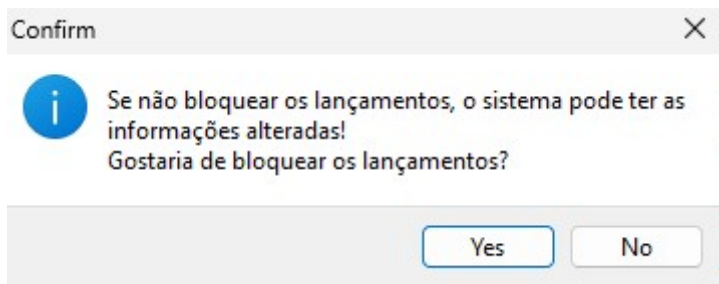 Confirm
Se não bloquear os lançamentos, o sistema pode ter as
informações alteradas!
Gostaria de bloquear os lançamentos?
Yes
No